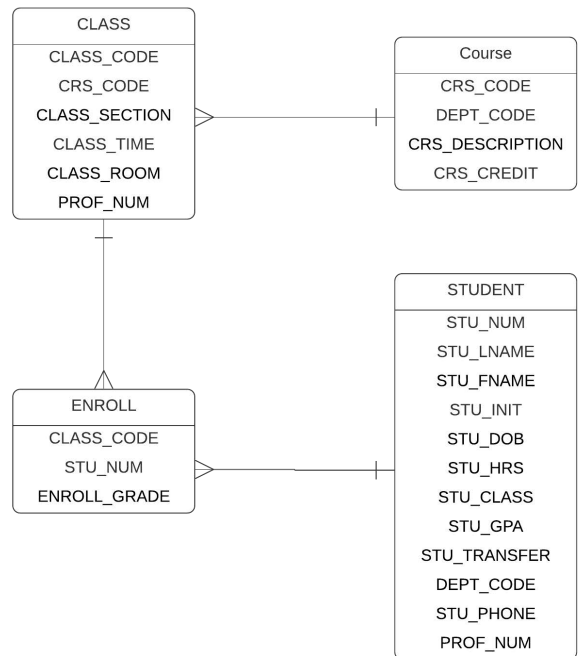 CLASS
CLASS_CODE
CRS_CODE
CLASS_SECTION
CLASS_TIME
CLASS_ROOM
PROF_NUM
Course
CRS_CODE
DEPT_CODE
CRS_DESCRIPTION
CRS_CREDIT
ENROLL
CLASS_CODE
STU_NUM
ENROLL_GRADE
STUDENT
STU_NUM
STU_LNAME
STU_FNAME
STU_INIT
STU_DOB
STU_HRS
STU_CLASS
STU_GPA
STU_TRANSFER
DEPT_CODE
STU_PHONE
PROF_NUM